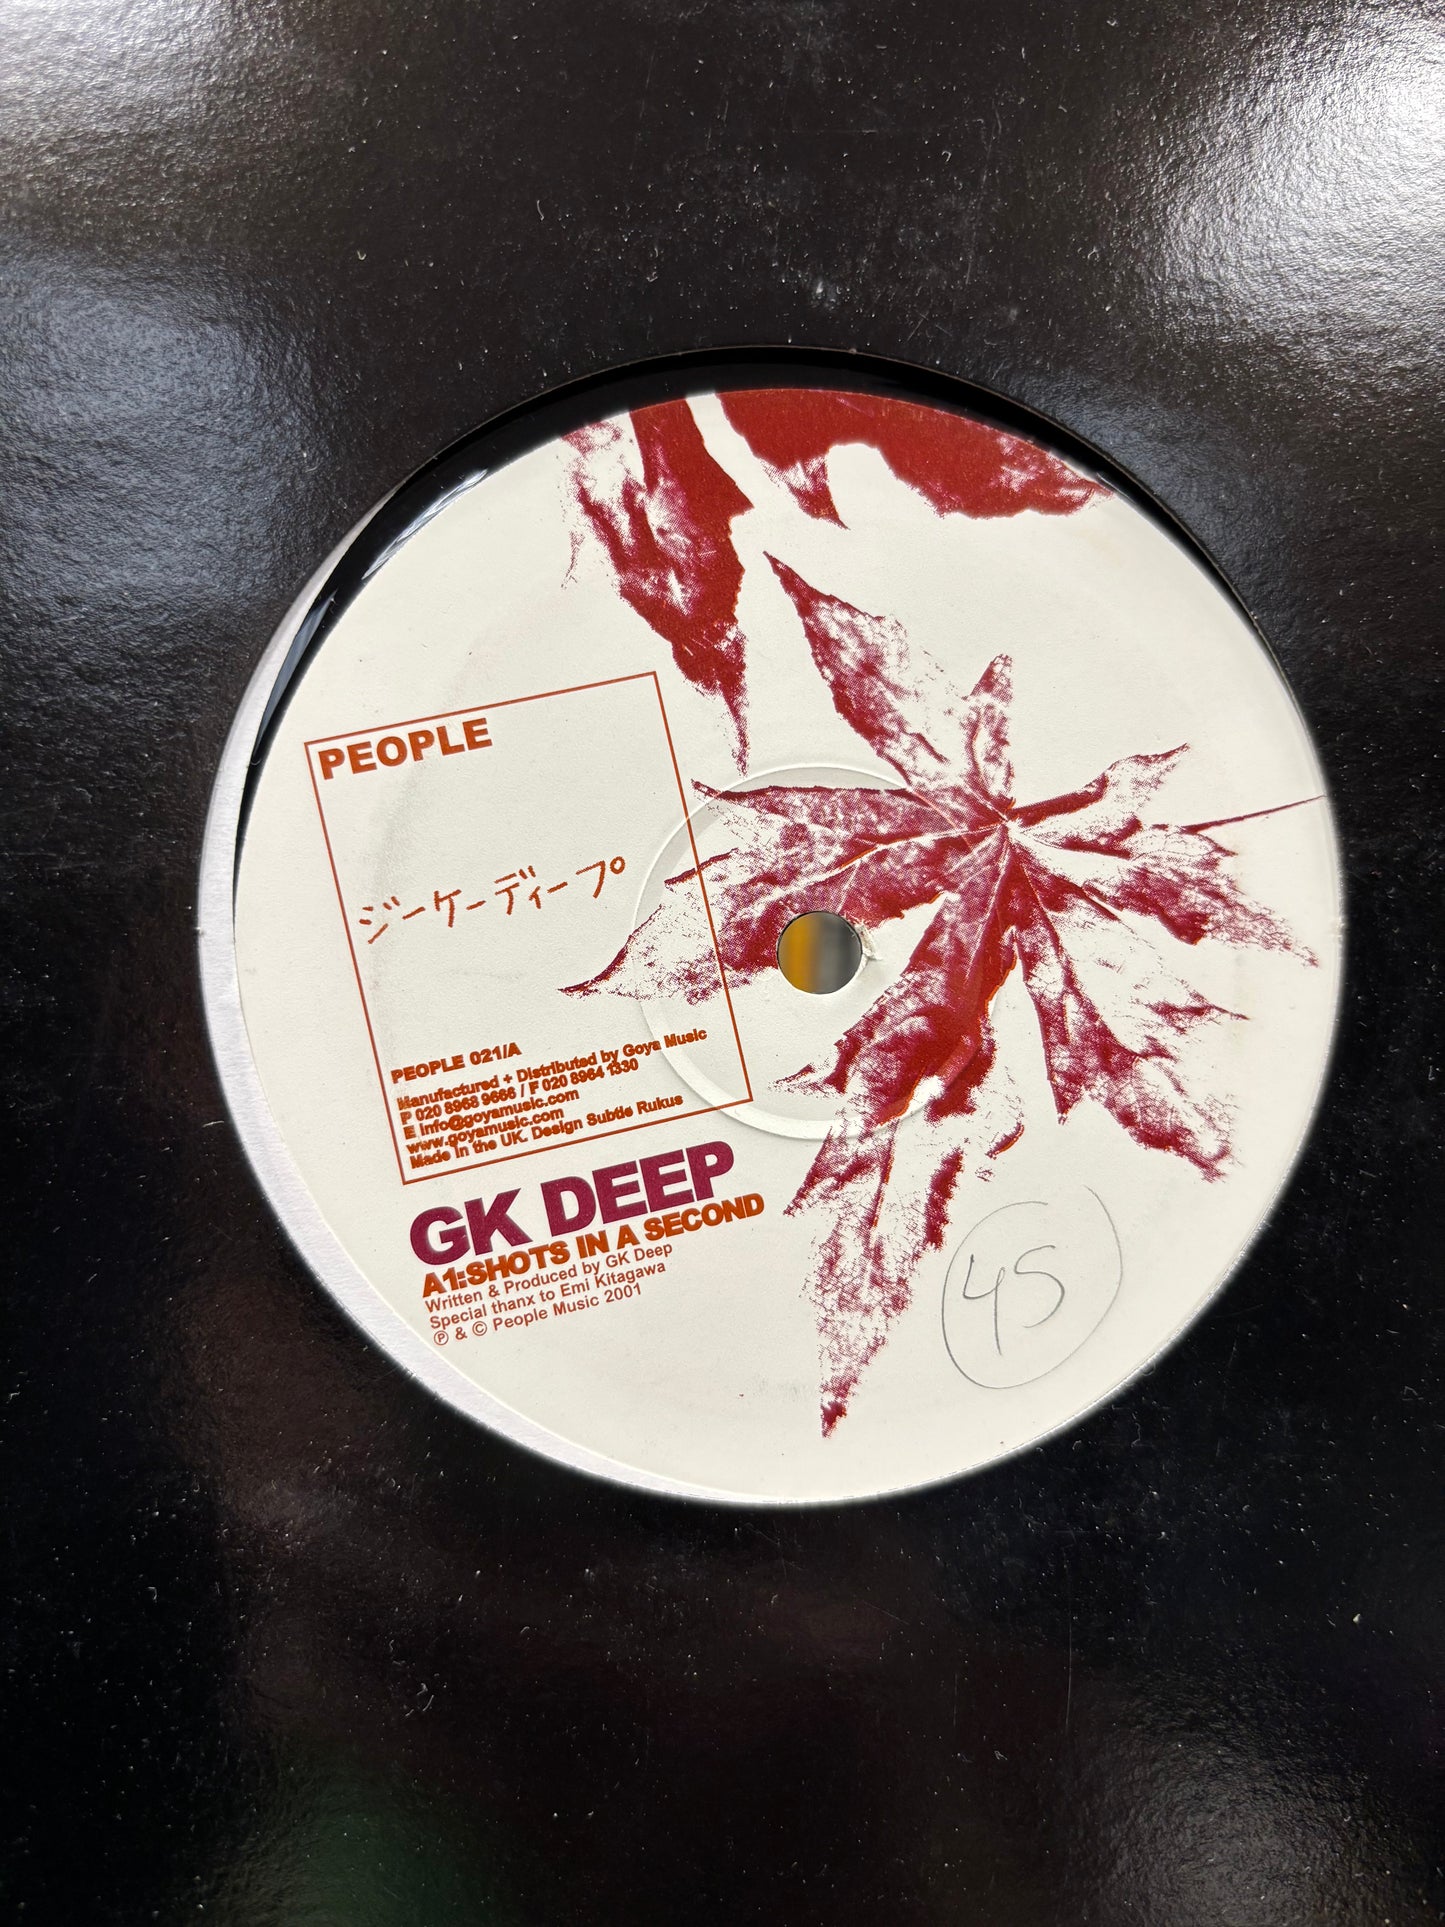 PEOPLE
ジーケーディープ
PEOPLE 021/A
Manufactured + Distributed by Goya Music
P 020 8968 9666 / F 020 8964 1330
E info@goyamusic.com
www.goyamusic.com
Made in the UK. Design Subtle Rukus
GK DEEP
A1:SHOTS IN A SECOND
Written & Produced by GK Deep
Special thanx to Emi Kitagawa
℗ & © People Music 2001
45